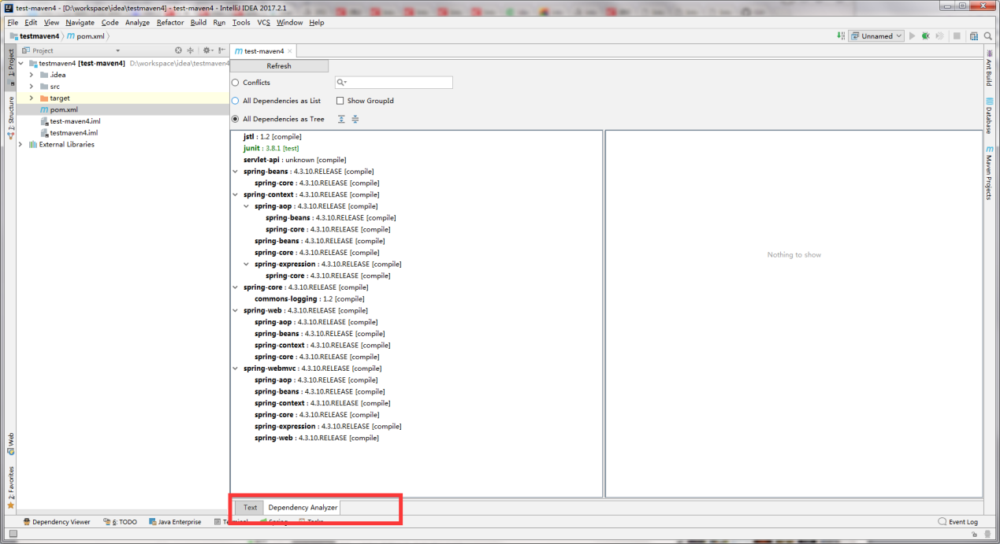 test-maven4 - [D:\workspace\idea\testmaven4] - test-maven4 - IntelliJ IDEA 2017.2.1
File Edit View Navigate Code Analyze Refactor Build Run Tools VCS Window Help
testmaven4 pom.xml Unnamed
Project
testmaven4 [test-maven4] D:\workspace\idea\testmaven4
.idea
src
target
pom.xml
test-maven4.iml
testmaven4.iml
External Libraries
1: Project
7: Structure
Web
2: Favorites
test-maven4
Refresh
Conflicts
All Dependencies as List Show GroupId
All Dependencies as Tree
jstl : 1.2 [compile]
junit : 3.8.1 [test]
servlet-api : unknown [compile]
spring-beans : 4.3.10.RELEASE [compile]
spring-core : 4.3.10.RELEASE [compile]
spring-context : 4.3.10.RELEASE [compile]
spring-aop : 4.3.10.RELEASE [compile]
spring-beans : 4.3.10.RELEASE [compile]
spring-core : 4.3.10.RELEASE [compile]
spring-beans : 4.3.10.RELEASE [compile]
spring-core : 4.3.10.RELEASE [compile]
spring-expression : 4.3.10.RELEASE [compile]
spring-core : 4.3.10.RELEASE [compile]
spring-core : 4.3.10.RELEASE [compile]
commons-logging : 1.2 [compile]
spring-web : 4.3.10.RELEASE [compile]
spring-aop : 4.3.10.RELEASE [compile]
spring-beans : 4.3.10.RELEASE [compile]
spring-context : 4.3.10.RELEASE [compile]
spring-core : 4.3.10.RELEASE [compile]
spring-webmvc : 4.3.10.RELEASE [compile]
spring-aop : 4.3.10.RELEASE [compile]
spring-beans : 4.3.10.RELEASE [compile]
spring-context : 4.3.10.RELEASE [compile]
spring-core : 4.3.10.RELEASE [compile]
spring-expression : 4.3.10.RELEASE [compile]
spring-web : 4.3.10.RELEASE [compile]
Nothing to show
Ant Build
Database
Maven Projects
Text Dependency Analyzer
Dependency Viewer 6: TODO Java Enterprise Terminal Spring Tasks Event Log